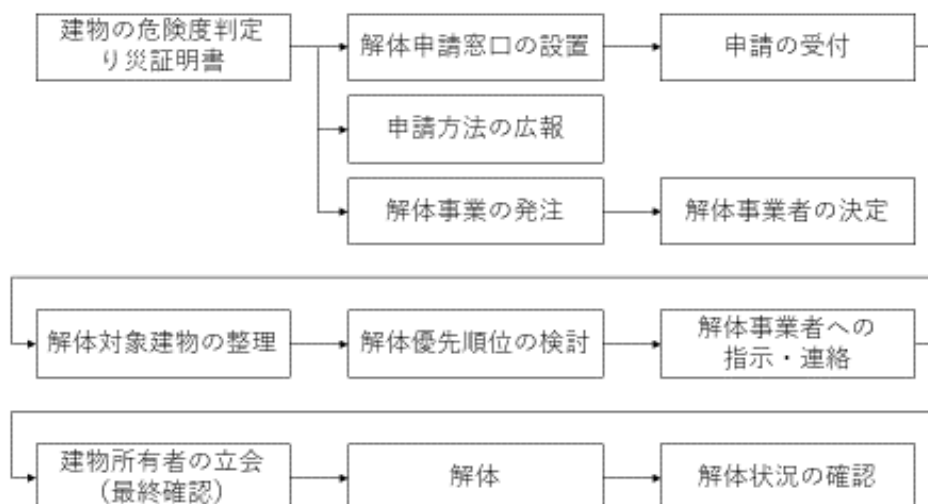 建物の危険度判定
り災証明書
解体申請窓口の設置
申請の受付
申請方法の広報
解体事業の発注
解体事業者の決定
解体対象建物の整理
解体優先順位の検討
解体事業者への
指示・連絡
建物所有者の立会
（最終確認）
解体
解体状況の確認